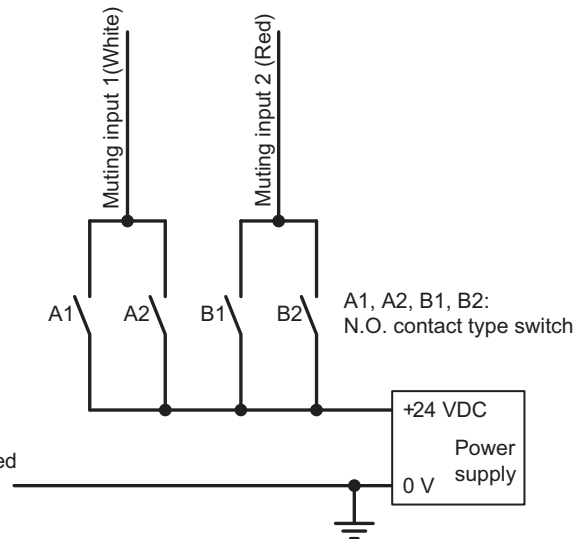 Muting input 1(White)
Muting input 2 (Red)
A1
A2
B1
B2
A1, A2, B1, B2:
N.O. contact type switch
+24 VDC
Power
supply
0 V